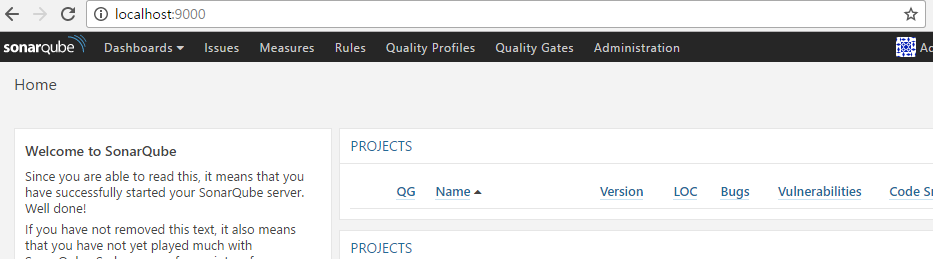 localhost:9000
sonarqube Dashboards Issues Measures Rules Quality Profiles Quality Gates Administration
Home
Welcome to SonarQube
Since you are able to read this, it means that you
have successfully started your SonarQube server.
Well done!
If you have not removed this text, it also means
that you have not yet played much with
PROJECTS
QG Name Version LOC Bugs Vulnerabilities Code
PROJECTS